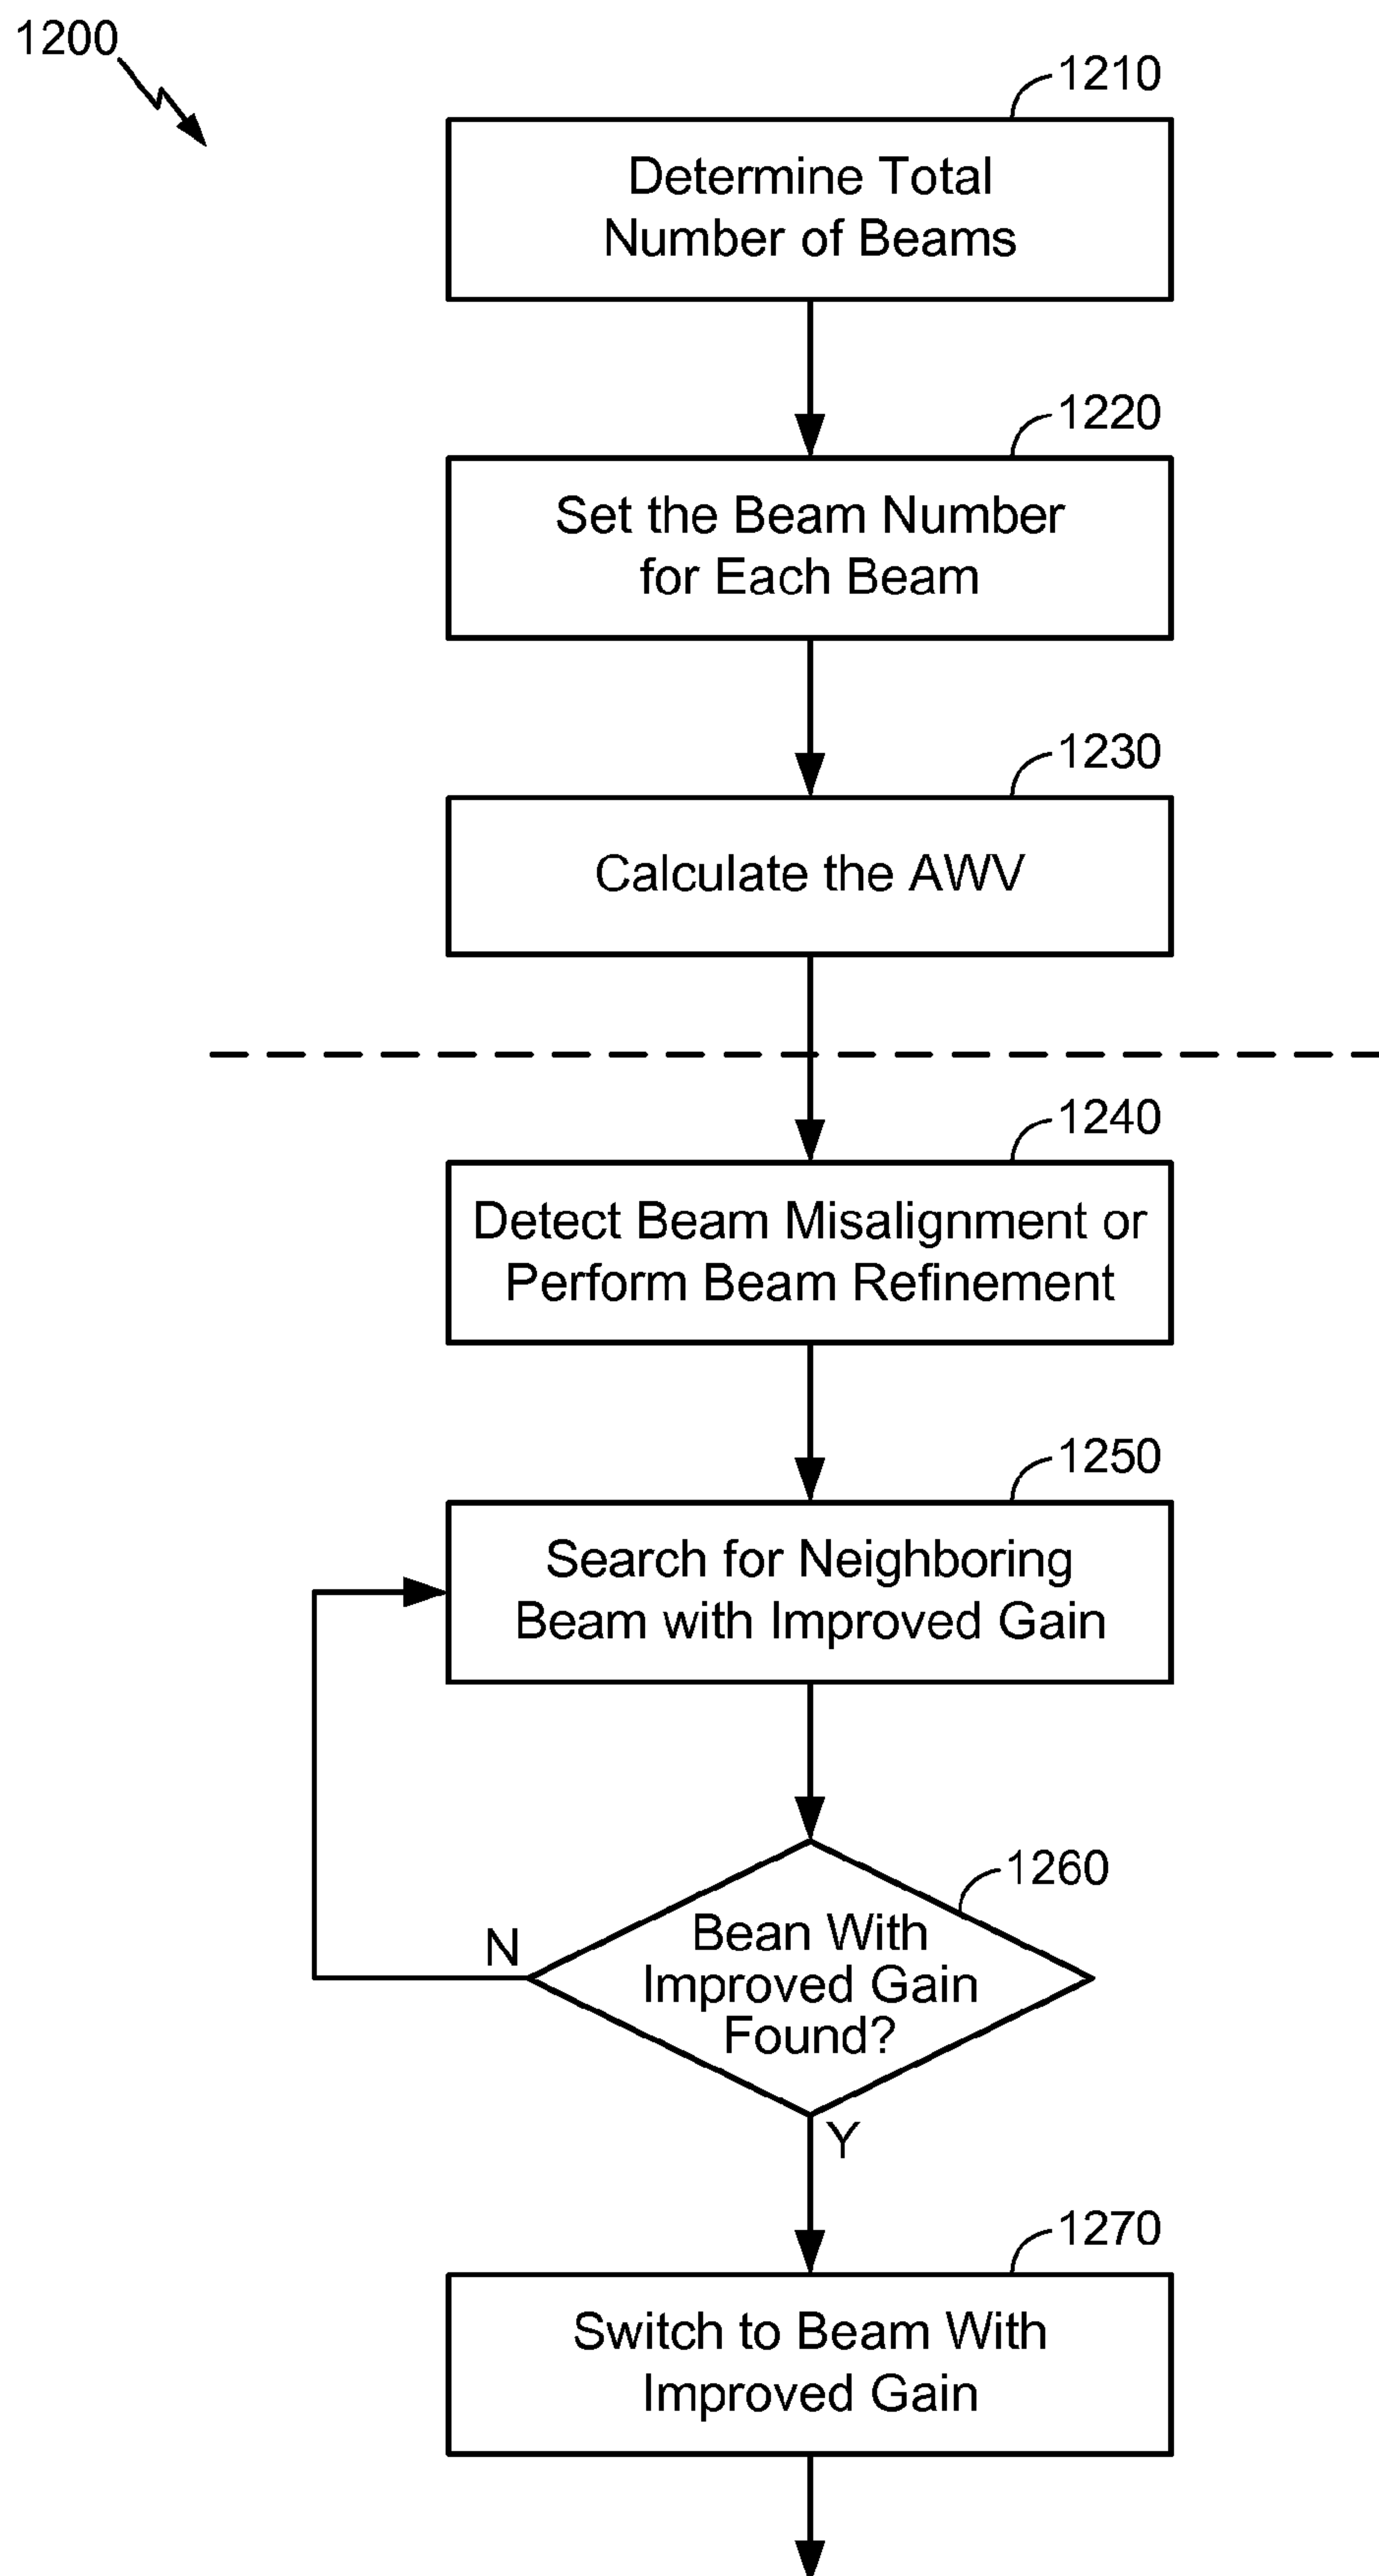 1200
1210
Determine Total
Number of Beams
1220
Set the Beam Number
for Each Beam
1230
Calculate the AWV
1240
Detect Beam Misalignment or
Perform Beam Refinement
1250
Search for Neighboring
Beam with Improved Gain
1260
Bean With
Improved Gain
Found?
N
Y
1270
Switch to Beam With
Improved Gain